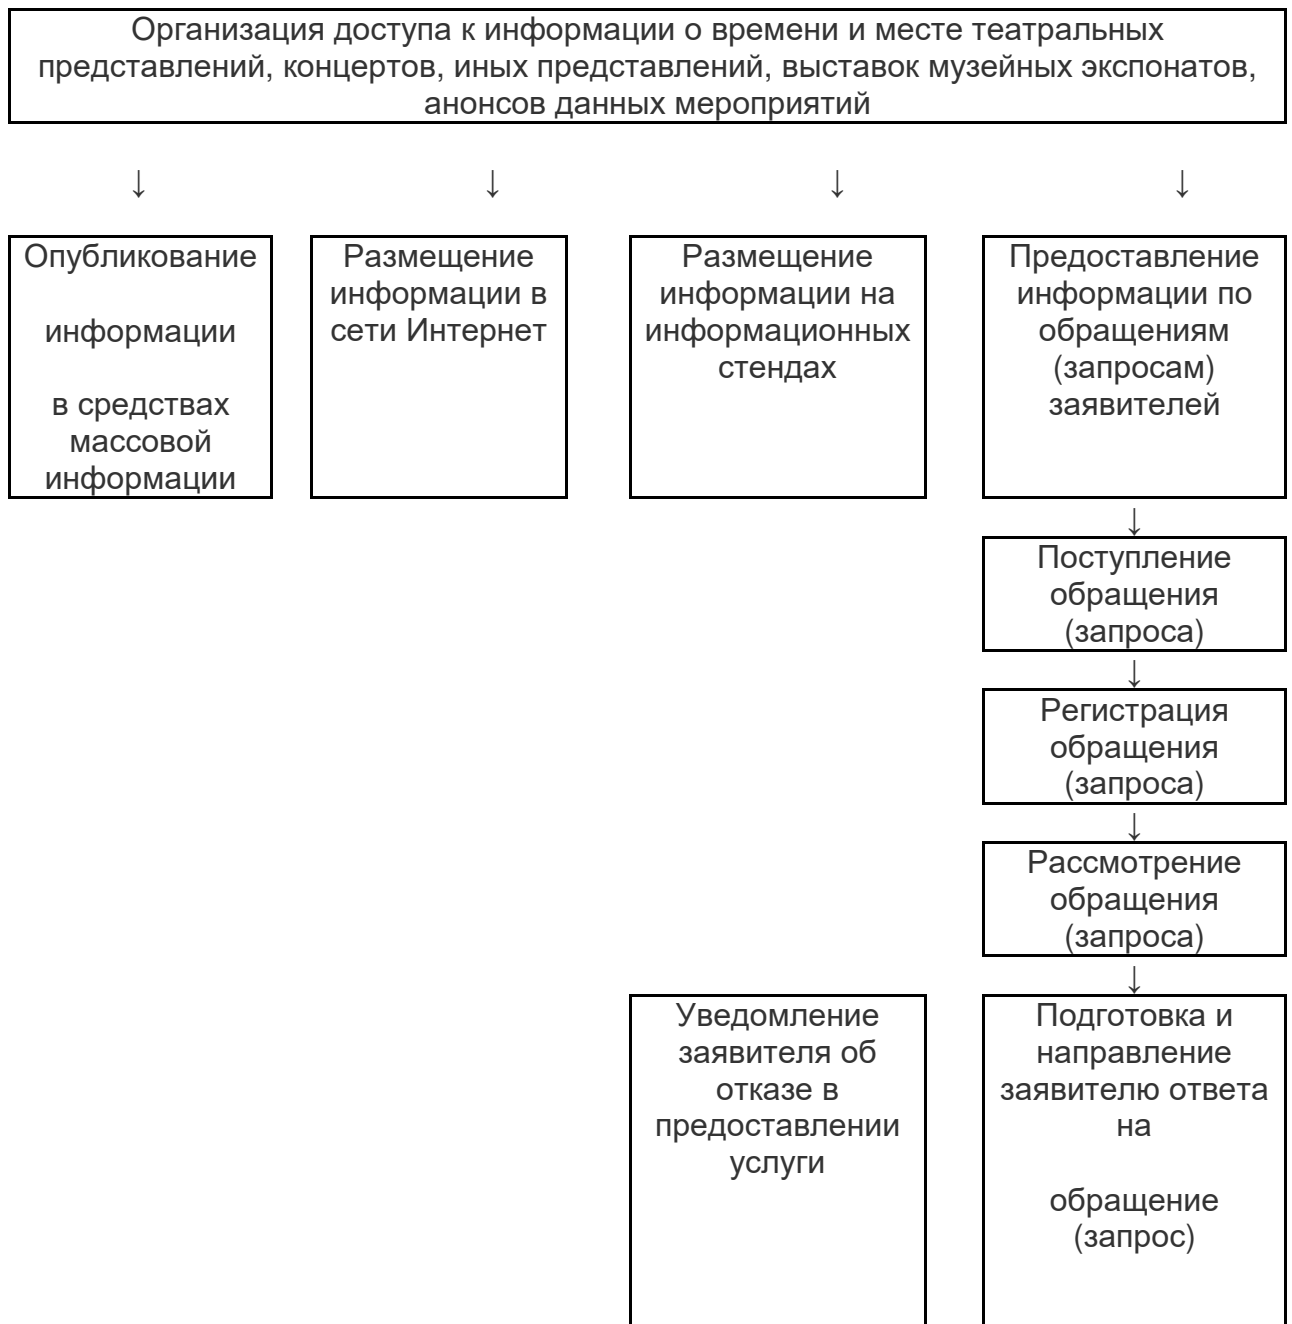 Организация доступа к информации о времени и месте театральных
представлений, концертов, иных представлений, выставок музейных экспонатов,
анонсов данных мероприятий
↓ ↓ ↓ ↓
Опубликование
информации
в средствах
массовой
информации
Размещение
информации в
сети Интернет
Размещение
информации на
информационных
стендах
Предоставление
информации по
обращениям
(запросам)
заявителей
↓
Поступление
обращения
(запроса)
↓
Регистрация
обращения
(запроса)
↓
Рассмотрение
обращения
(запроса)
↓
Уведомление
заявителя об
отказе в
предоставлении
услуги
Подготовка и
направление
заявителю ответа
на
обращение
(запрос)